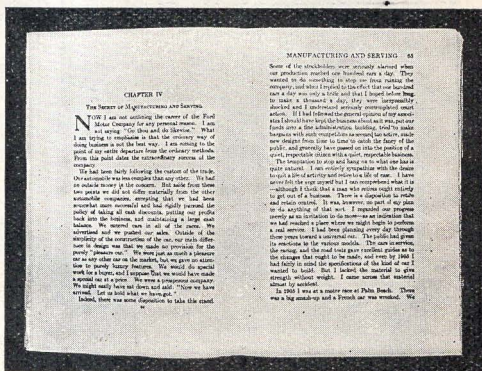 CHAPTER IV
THE SECRET OF MANUFACTURING AND SERVING
NOW I am not outlining the career of the Ford
Motor Company for any personal reason. I am
not saying: "Go thou and do likewise." What
I am trying to emphasize is that the ordinary way of
doing business is not the best way. I am coming to the
point of my entire departure from the ordinary methods.
From this point dates the extraordinary success of the
company.
We had been fairly following the custom of the trade.
Our automobile was less complex than any other. We had
no outside money in the concern. But aside from these
two points we did not differ materially from the other
automobile companies, excepting that we had been
somewhat more successful and had rigidly pursued the
policy of taking all cash discounts, putting our profits
back into the business, and maintaining a large cash
balance. We entered cars in all of the races. We
advertised and we pushed our sales. Outside of the
simplicity of the construction of the car, our main differ-
ence in design was that we made no provision for the
purely "pleasure car." We were just as much a pleasure
car as any other car on the market, but we gave no atten-
tion to purely luxury features. We would do special
work for a buyer, and I suppose that we would have made
a special car at a price. We were a prosperous company.
We might easily have sat down and said: "Now we have
arrived. Let us hold what we have got."
Indeed, there was some disposition to take this stand.
MANUFACTURING AND SERVING 65
Some of the stockholders were seriously alarmed when
our production reached one hundred cars a day. They
wanted to do something to stop me from ruining the
company, and when I replied to the effect that one hundred
cars a day was only a trifle and that I hoped before long
to make a thousand a day, they were inexpressibly
shocked and I understand seriously contemplated court
action. If I had followed the general opinion of my asso-
ciates I should have kept the business about as it was, put our
funds into a fine administration building, tried to make
bargains with such competitors as seemed too active, made
new designs from time to time to catch the fancy of the
public, and generally have passed on into the position of a
quiet, respectable citizen with a quiet, respectable business.
The temptation to stop and hang on to what one has is
quite natural. I can entirely sympathize with the desire
to quit a life of activity and retire to a life of ease. I have
never felt the urge myself but I can comprehend what it is
—although I think that a man who retires ought entirely
to get out of a business. There is a disposition to retire
and retain control. It was, however, no part of my plan
to do anything of that sort. I regarded our progress
merely as an invitation to do more—as an indication that
we had reached a place where we might begin to perform
a real service. I had been planning every day through
these years toward a universal car. The public had given
its reactions to the various models. The cars in service,
the racing, and the road tests gave excellent guides as to
the changes that ought to be made, and even by 1905 I
had fairly in mind the specifications of the kind of car I
wanted to build. But I lacked the material to give
strength without weight. I came across that material
almost by accident.
In 1905 I was at a motor race at Palm Beach. There
was a big smash-up and a French car was wrecked. We